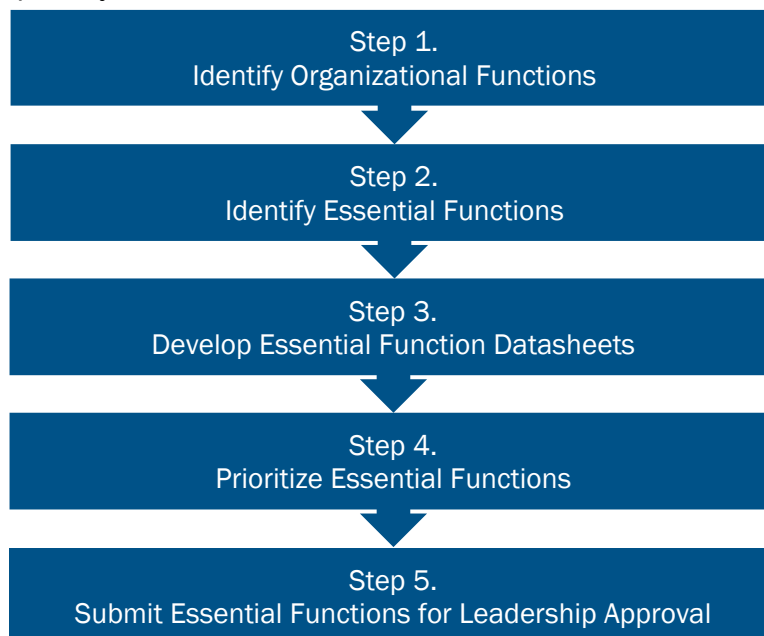 Step 1.
Identify Organizational Functions
Step 2.
Identify Essential Functions
Step 3.
Develop Essential Function Datasheets
Step 4.
Prioritize Essential Functions
Step 5.
Submit Essential Functions for Leadership Approval